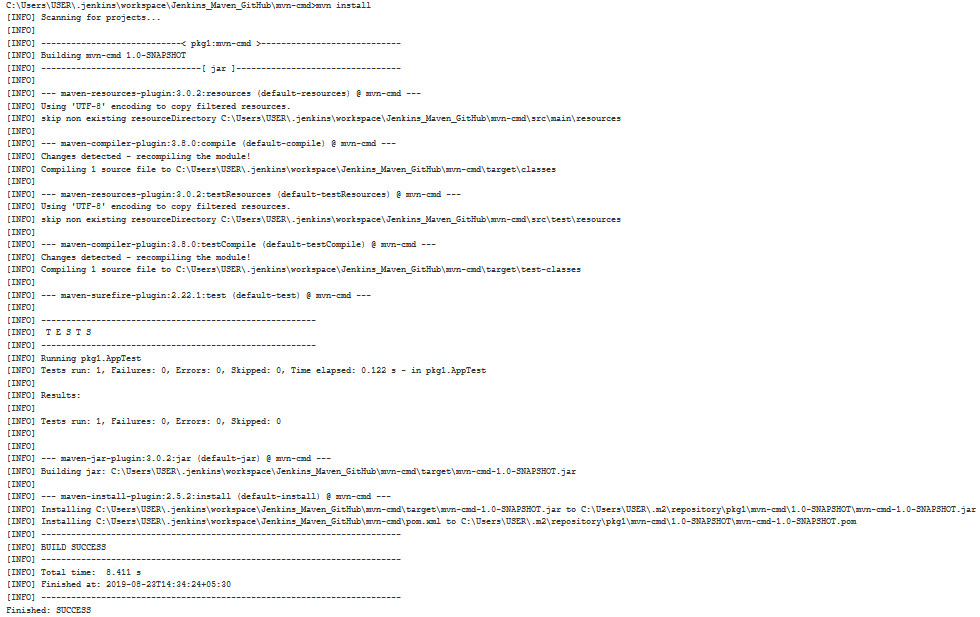 C:\Users\USER\.jenkins\workspace\Jenkins_Maven_GitHub\mvn-cmd>mvn install
[INFO] Scanning for projects...
[INFO]
[INFO] ----------------------------< pkg1:mvn-cmd >----------------------------
[INFO] Building mvn-cmd 1.0-SNAPSHOT
[INFO] --------------------------------[ jar ]---------------------------------
[INFO]
[INFO] --- maven-resources-plugin:3.0.2:resources (default-resources) @ mvn-cmd ---
[INFO] Using 'UTF-8' encoding to copy filtered resources.
[INFO] skip non existing resourceDirectory C:\Users\USER\.jenkins\workspace\Jenkins_Maven_GitHub\mvn-cmd\src\main\resources
[INFO]
[INFO] --- maven-compiler-plugin:3.8.0:compile (default-compile) @ mvn-cmd ---
[INFO] Changes detected - recompiling the module!
[INFO] Compiling 1 source file to C:\Users\USER\.jenkins\workspace\Jenkins_Maven_GitHub\mvn-cmd\target\classes
[INFO]
[INFO] --- maven-resources-plugin:3.0.2:testResources (default-testResources) @ mvn-cmd ---
[INFO] Using 'UTF-8' encoding to copy filtered resources.
[INFO] skip non existing resourceDirectory C:\Users\USER\.jenkins\workspace\Jenkins_Maven_GitHub\mvn-cmd\src\test\resources
[INFO]
[INFO] --- maven-compiler-plugin:3.8.0:testCompile (default-testCompile) @ mvn-cmd ---
[INFO] Changes detected - recompiling the module!
[INFO] Compiling 1 source file to C:\Users\USER\.jenkins\workspace\Jenkins_Maven_GitHub\mvn-cmd\target\test-classes
[INFO]
[INFO] --- maven-surefire-plugin:2.22.1:test (default-test) @ mvn-cmd ---
[INFO]
[INFO] -------------------------------------------------------
[INFO]  T E S T S
[INFO] -------------------------------------------------------
[INFO] Running pkg1.AppTest
[INFO] Tests run: 1, Failures: 0, Errors: 0, Skipped: 0, Time elapsed: 0.122 s - in pkg1.AppTest
[INFO]
[INFO] Results:
[INFO]
[INFO] Tests run: 1, Failures: 0, Errors: 0, Skipped: 0
[INFO]
[INFO]
[INFO] --- maven-jar-plugin:3.0.2:jar (default-jar) @ mvn-cmd ---
[INFO] Building jar: C:\Users\USER\.jenkins\workspace\Jenkins_Maven_GitHub\mvn-cmd\target\mvn-cmd-1.0-SNAPSHOT.jar
[INFO]
[INFO] --- maven-install-plugin:2.5.2:install (default-install) @ mvn-cmd ---
[INFO] Installing C:\Users\USER\.jenkins\workspace\Jenkins_Maven_GitHub\mvn-cmd\target\mvn-cmd-1.0-SNAPSHOT.jar to C:\Users\USER\.m2\repository\pkg1\mvn-cmd\1.0-SNAPSHOT\mvn-cmd-1.0-SNAPSHOT.jar
[INFO] Installing C:\Users\USER\.jenkins\workspace\Jenkins_Maven_GitHub\mvn-cmd\pom.xml to C:\Users\USER\.m2\repository\pkg1\mvn-cmd\1.0-SNAPSHOT\mvn-cmd-1.0-SNAPSHOT.pom
[INFO] ------------------------------------------------------------------------
[INFO] BUILD SUCCESS
[INFO] ------------------------------------------------------------------------
[INFO] Total time:  8.411 s
[INFO] Finished at: 2019-08-23T14:34:24+05:30
[INFO] ------------------------------------------------------------------------
Finished: SUCCESS